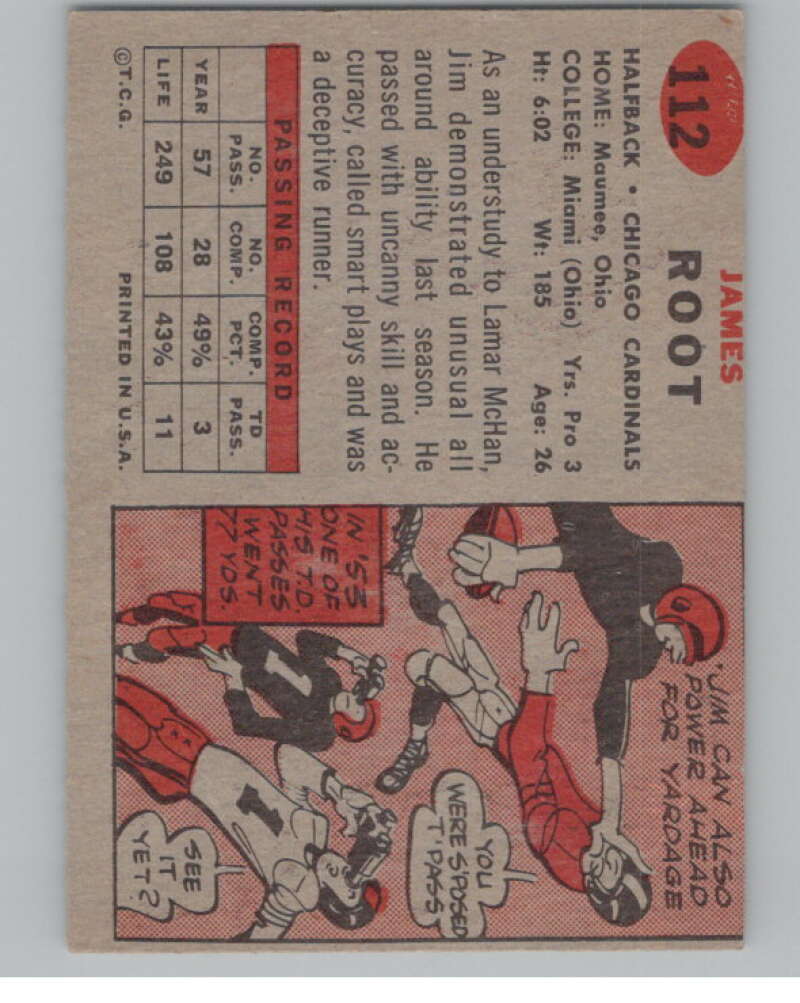 112
JAMES
ROOT
HALFBACK • CHICAGO CARDINALS
HOME: Maumee, Ohio
COLLEGE: Miami (Ohio) Yrs. Pro 3
Ht: 6:02 Wt: 185 Age: 26
As an understudy to Lamar McHan,
Jim demonstrated unusual all
around ability last season. He
passed with uncanny skill and ac-
curacy, called smart plays and was
a deceptive runner.
PASSING RECORD
NO. PASS. NO. COMP. COMP. PCT. TD PASS.
YEAR 57 28 49% 3
LIFE 249 108 43% 11
©T.C.G. PRINTED IN U.S.A.
JIM CAN ALSO
POWER AHEAD
FOR YARDAGE
YOU
WERE S'POSED
T'PASS
IN '53
ONE OF
HIS T.D.
PASSES
WENT
77 YDS.
1
1
SEE
IT
YET?